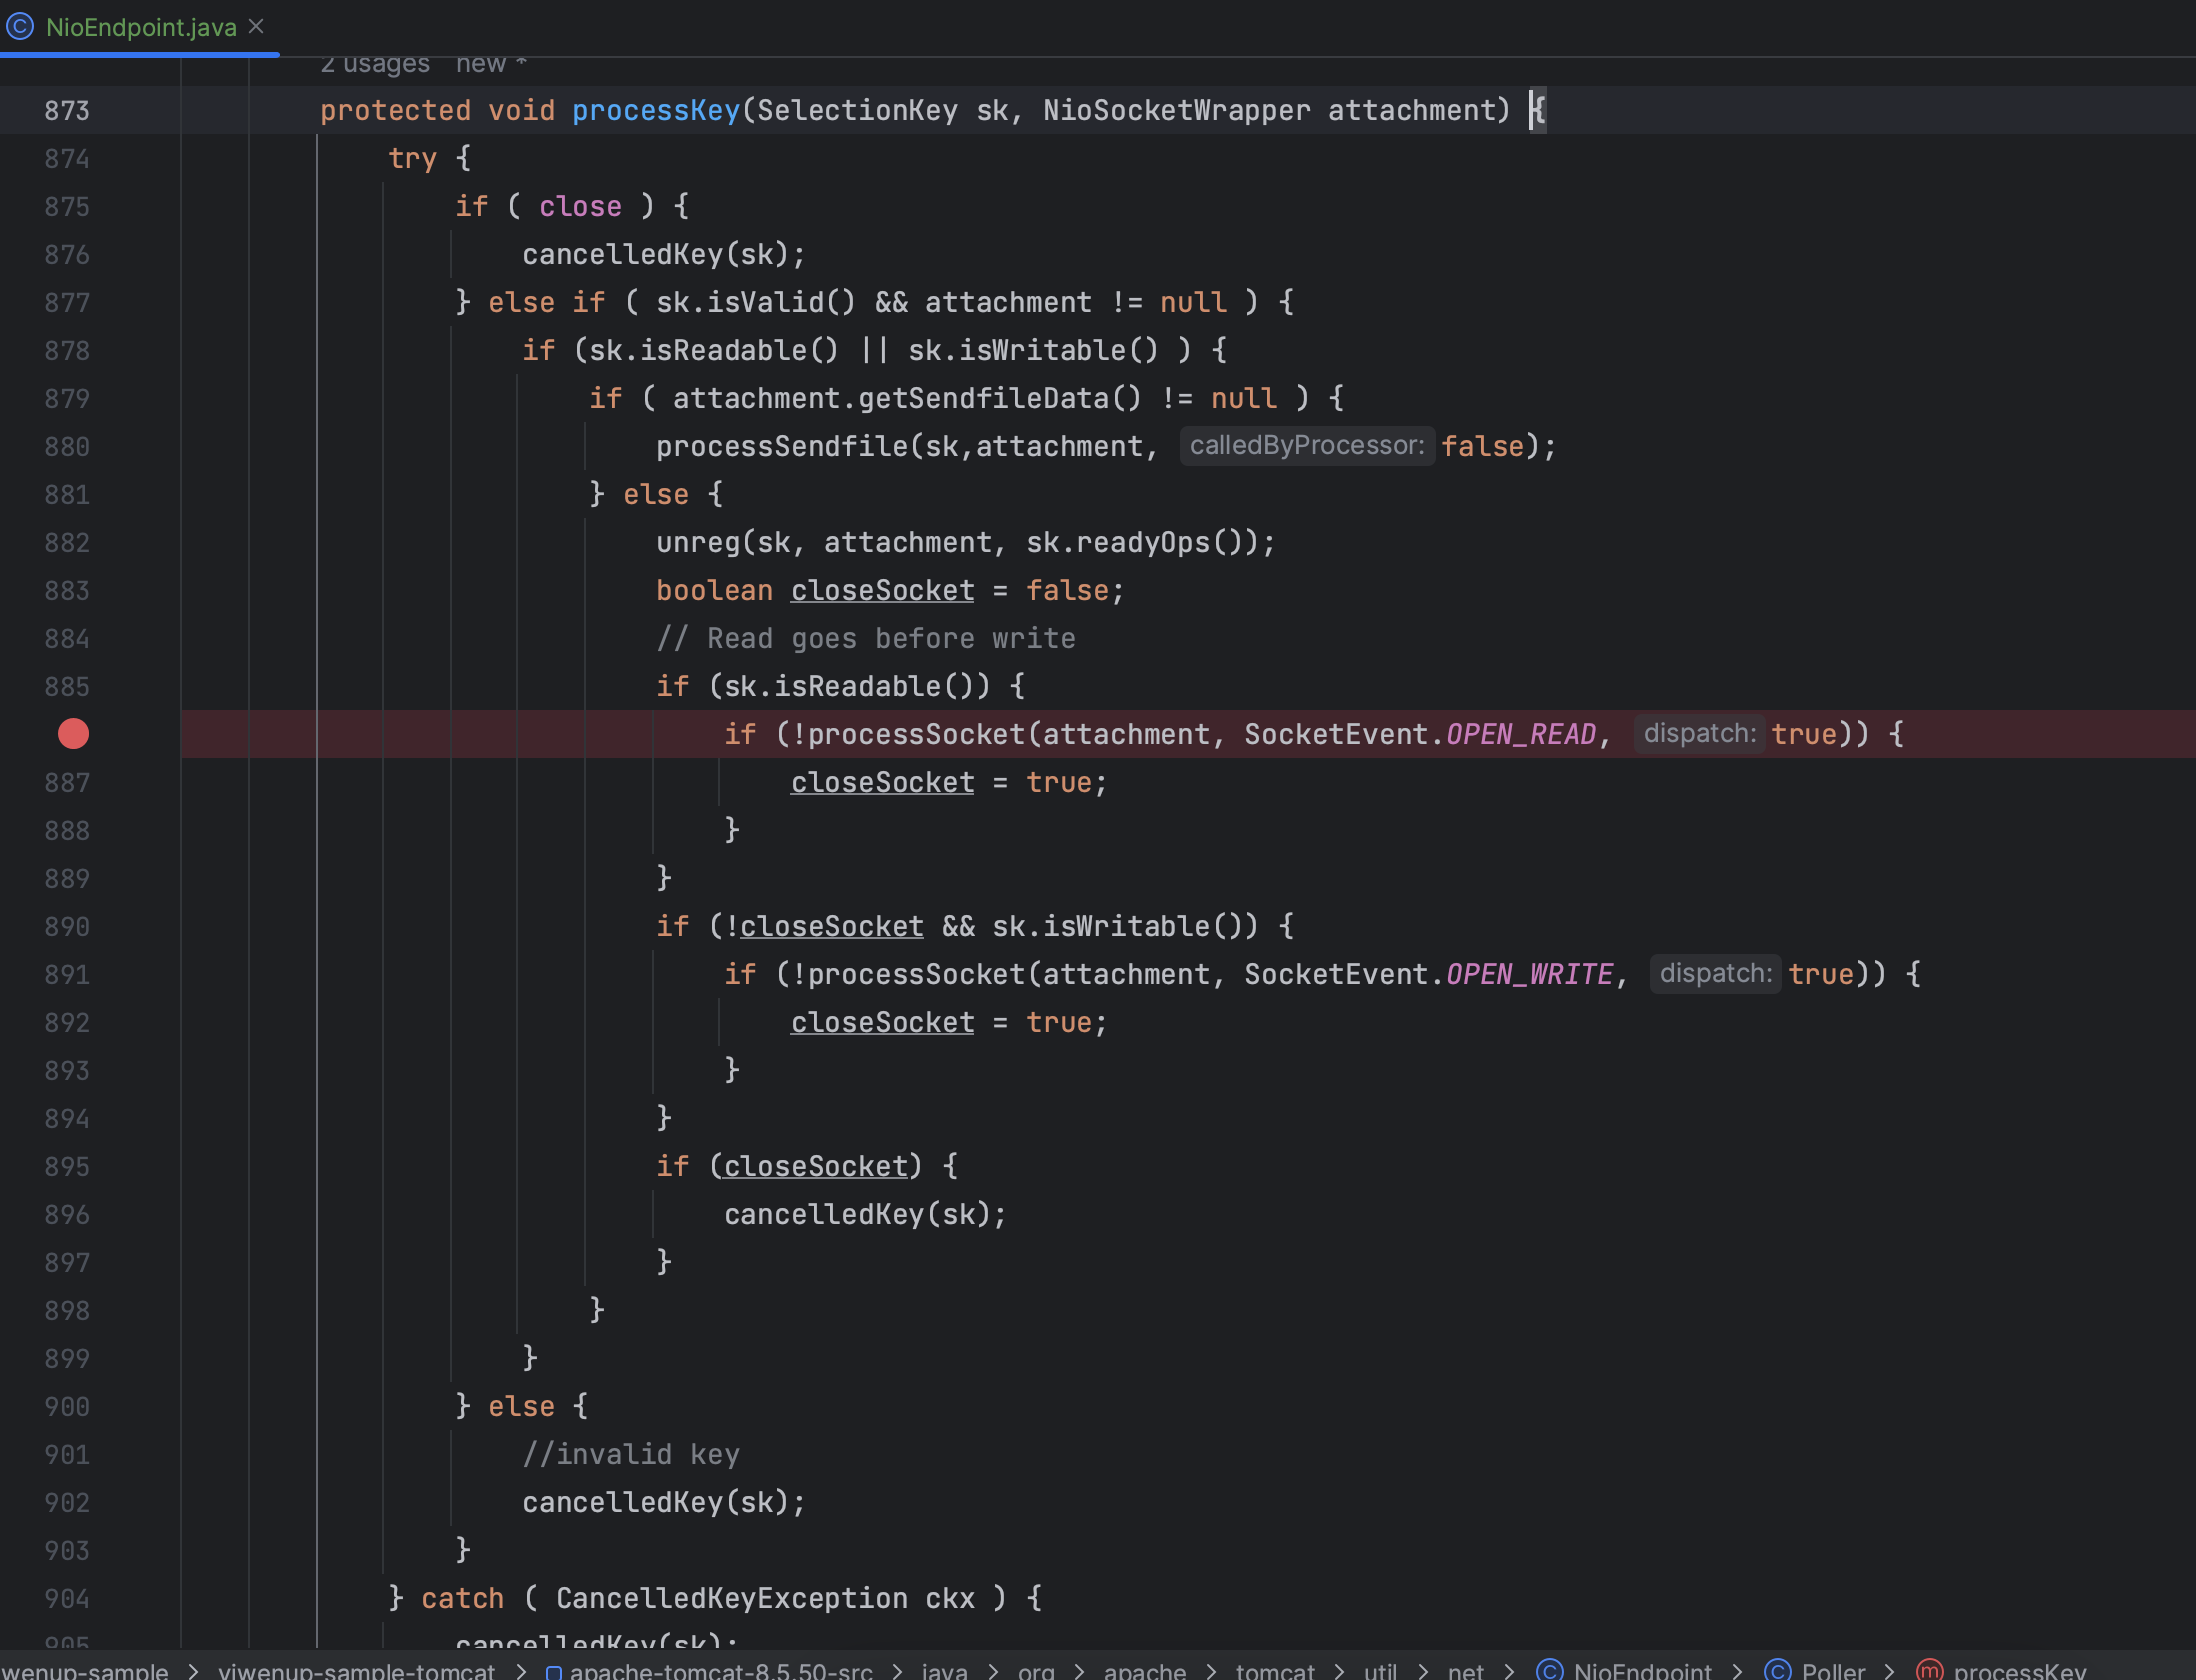 NioEndpoint.java
2 usages new *
873 protected void processKey(SelectionKey sk, NioSocketWrapper attachment) {
874 try {
875 if ( close ) {
876 cancelledKey(sk);
877 } else if ( sk.isValid() && attachment != null ) {
878 if (sk.isReadable() || sk.isWritable() ) {
879 if ( attachment.getSendfileData() != null ) {
880 processSendfile(sk,attachment, calledByProcessor: false);
881 } else {
882 unreg(sk, attachment, sk.readyOps());
883 boolean closeSocket = false;
884 // Read goes before write
885 if (sk.isReadable()) {
if (!processSocket(attachment, SocketEvent.OPEN_READ, dispatch: true)) {
887 closeSocket = true;
888 }
889 }
890 if (!closeSocket && sk.isWritable()) {
891 if (!processSocket(attachment, SocketEvent.OPEN_WRITE, dispatch: true)) {
892 closeSocket = true;
893 }
894 }
895 if (closeSocket) {
896 cancelledKey(sk);
897 }
898 }
899 }
900 } else {
901 //invalid key
902 cancelledKey(sk);
903 }
904 } catch ( CancelledKeyException ckx ) {
905 cancelledKey(sk);
wenup-sample > yiwenup-sample-tomcat > apache-tomcat-8.5.50-src > java > org > apache > tomcat > util > net > NioEndpoint > Poller > processKey